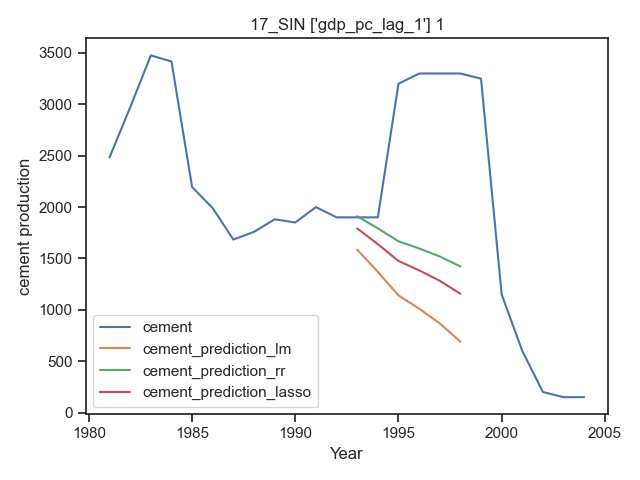 17_SIN ['gdp_pc_lag_1'] 1
cement production
3500
3000
2500
2000
1500
1000
500
0
cement
cement_prediction_lm
cement_prediction_rr
cement_prediction_lasso
1980 1985 1990 1995 2000 2005
Year